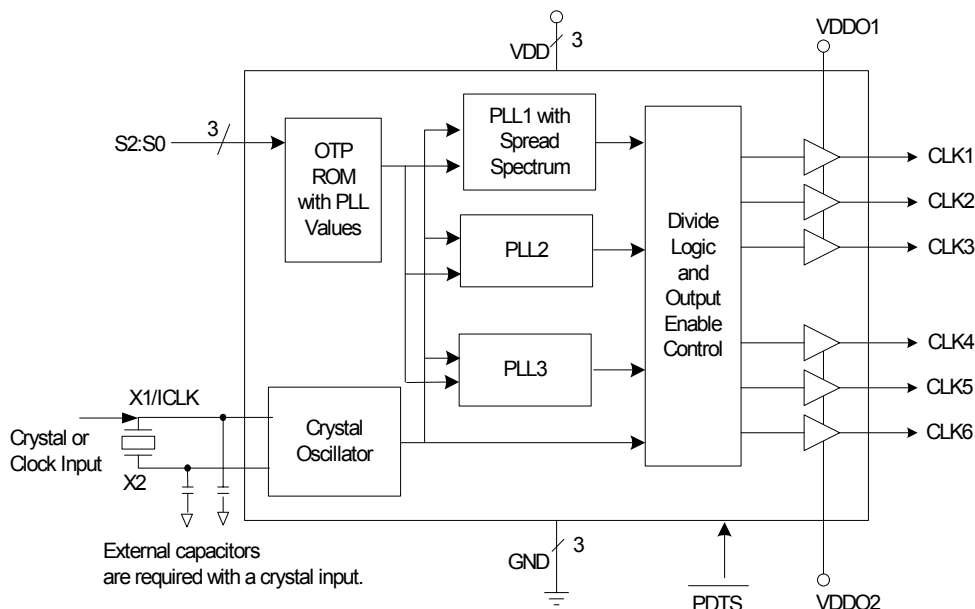 VDD
3
VDDO1
S2:S0
3
OTP
ROM
with PLL
Values
PLL1 with
Spread
Spectrum
PLL2
PLL3
Divide
Logic
and
Output
Enable
Control
CLK1
CLK2
CLK3
CLK4
CLK5
CLK6
X1/ICLK
Crystal or
Clock Input
X2
Crystal
Oscillator
External capacitors
are required with a crystal input.
GND
3
PDTS
VDDO2